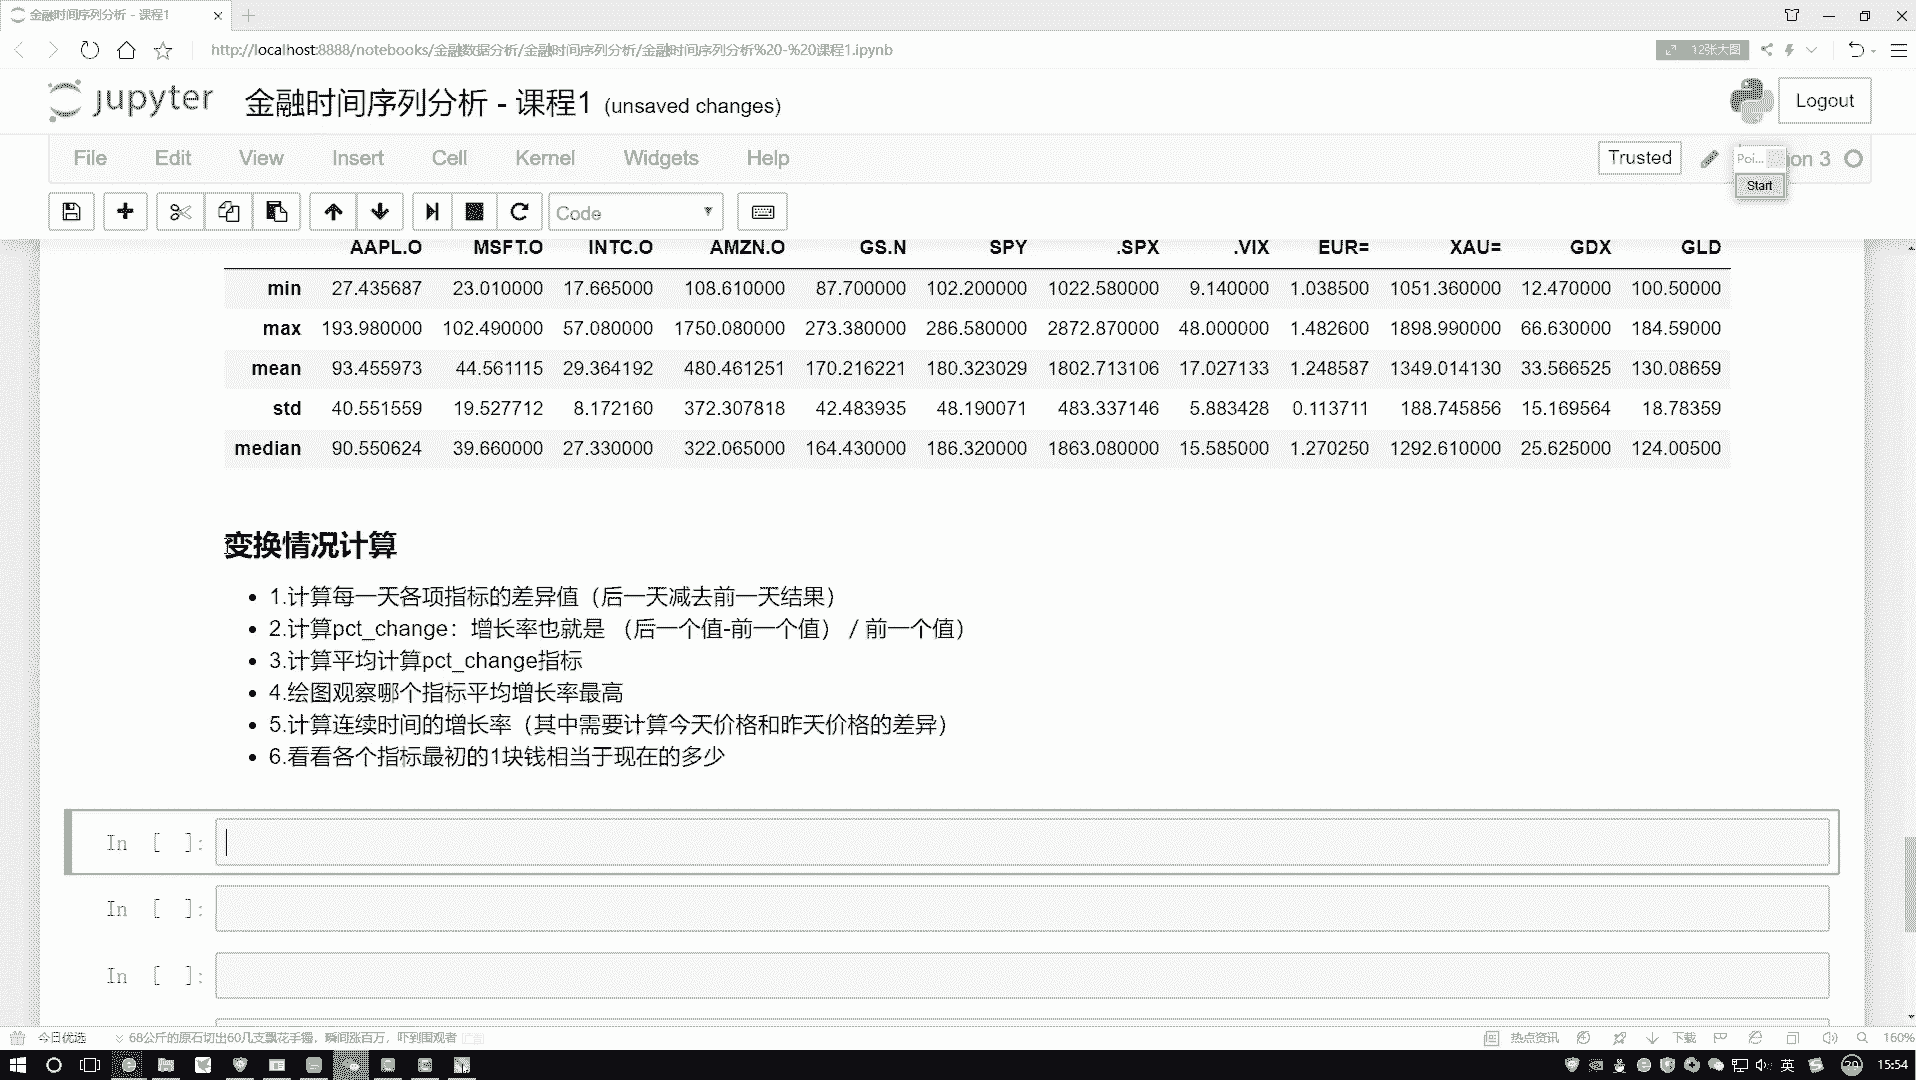 金融时间序列分析 - 课程1
http://localhost:8888/notebooks/金融数据分析/金融时间序列分析/金融时间序列分析%20-%20课程1.ipynb
12张大图
jupyter 金融时间序列分析 - 课程1 (unsaved changes)
Logout
File Edit View Insert Cell Kernel Widgets Help
Trusted
Poi... on 3
Start
Code
AAPL.O MSFT.O INTC.O AMZN.O GS.N SPY .SPX .VIX EUR= XAU= GDX GLD
min 27.435687 23.010000 17.665000 108.610000 87.700000 102.200000 1022.580000 9.140000 1.038500 1051.360000 12.470000 100.50000
max 193.980000 102.490000 57.080000 1750.080000 273.380000 286.580000 2872.870000 48.000000 1.482600 1898.990000 66.630000 184.59000
mean 93.455973 44.561115 29.364192 480.461251 170.216221 180.323029 1802.713106 17.027133 1.248587 1349.014130 33.566525 130.08659
std 40.551559 19.527712 8.172160 372.307818 42.483935 48.190071 483.337146 5.883428 0.113711 188.745856 15.169564 18.78359
median 90.550624 39.660000 27.330000 322.065000 164.430000 186.320000 1863.080000 15.585000 1.270250 1292.610000 25.625000 124.00500
变换情况计算
1.计算每一天各项指标的差异值（后一天减去前一天结果）
2.计算pct_change：增长率也就是 （后一个值-前一个值） / 前一个值）
3.计算平均计算pct_change指标
4.绘图观察哪个指标平均增长率最高
5.计算连续时间的增长率（其中需要计算今天价格和昨天价格的差异）
6.看看各个指标最初的1块钱相当于现在的多少
In [ ]:
In [ ]:
In [ ]:
今日优选 68公斤的原石切出60几支飘花手镯，瞬间涨百万，吓到围观者
热点资讯 下载 160%
英 20 15:54